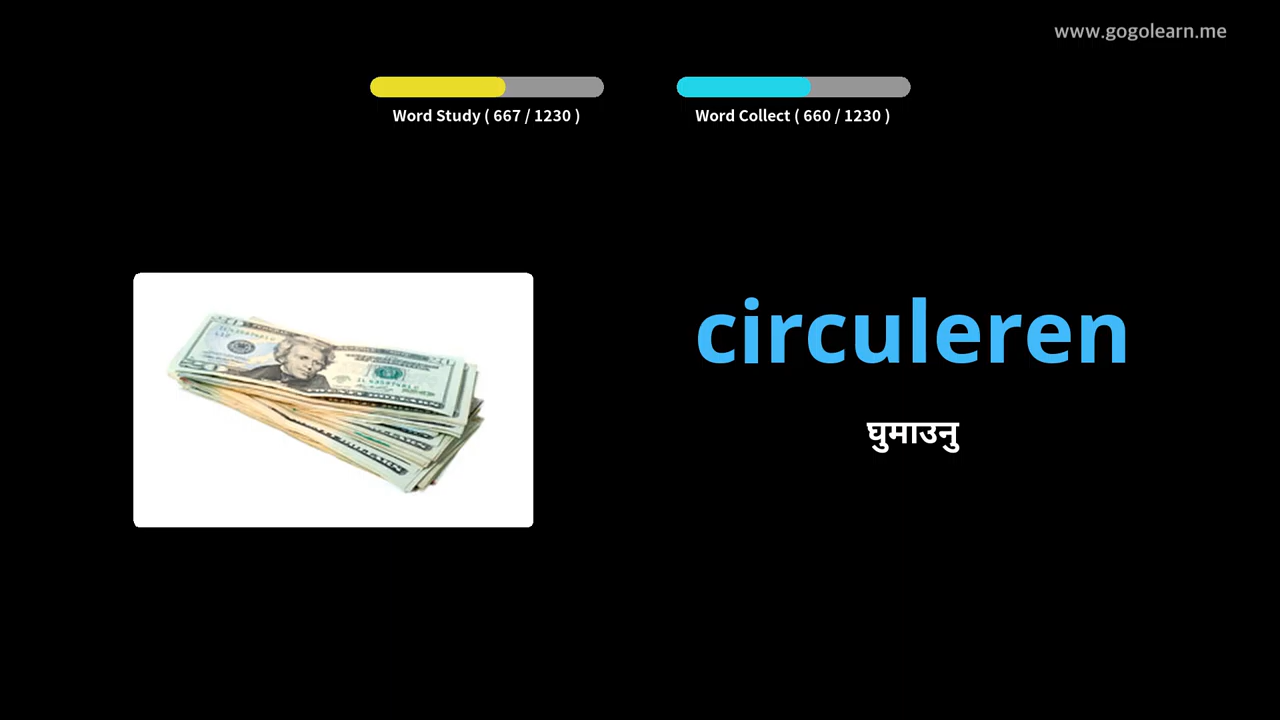 www.gogolearn.me
Word Study ( 667 / 1230 )
Word Collect ( 660 / 1230 )
circuleren
घुमाउनु